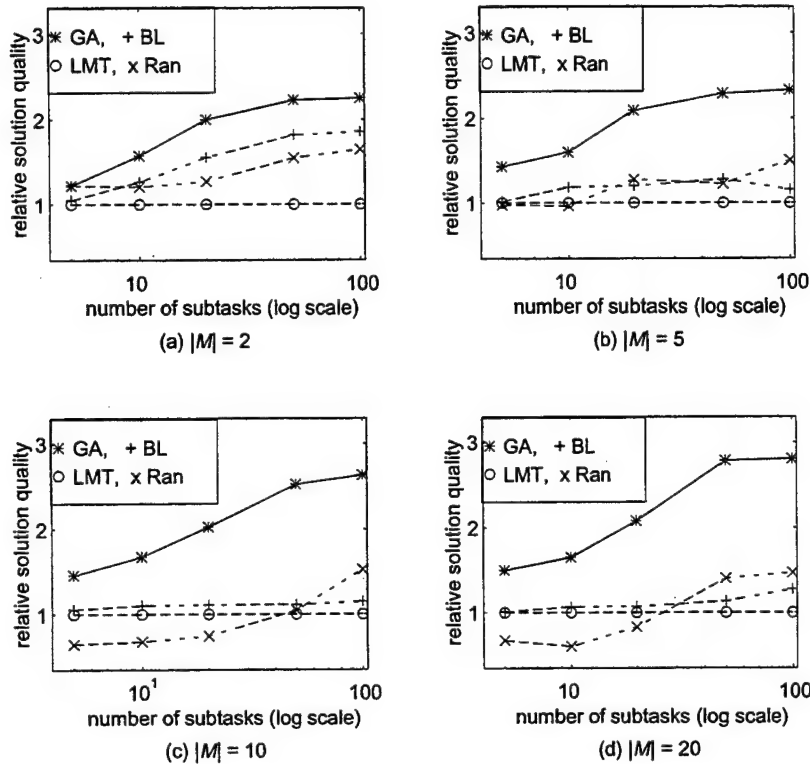 3
2
1
relative solution quality
* GA, + BL
o LMT, x Ran
10
100
number of subtasks (log scale)
(a) |M| = 2
3
2
1
relative solution quality
* GA, + BL
o LMT, x Ran
10
100
number of subtasks (log scale)
(b) |M| = 5
3
2
1
relative solution quality
* GA, + BL
o LMT, x Ran
10¹
100
number of subtasks (log scale)
(c) |M| = 10
3
2
1
relative solution quality
* GA, + BL
o LMT, x Ran
10
100
number of subtasks (log scale)
(d) |M| = 20